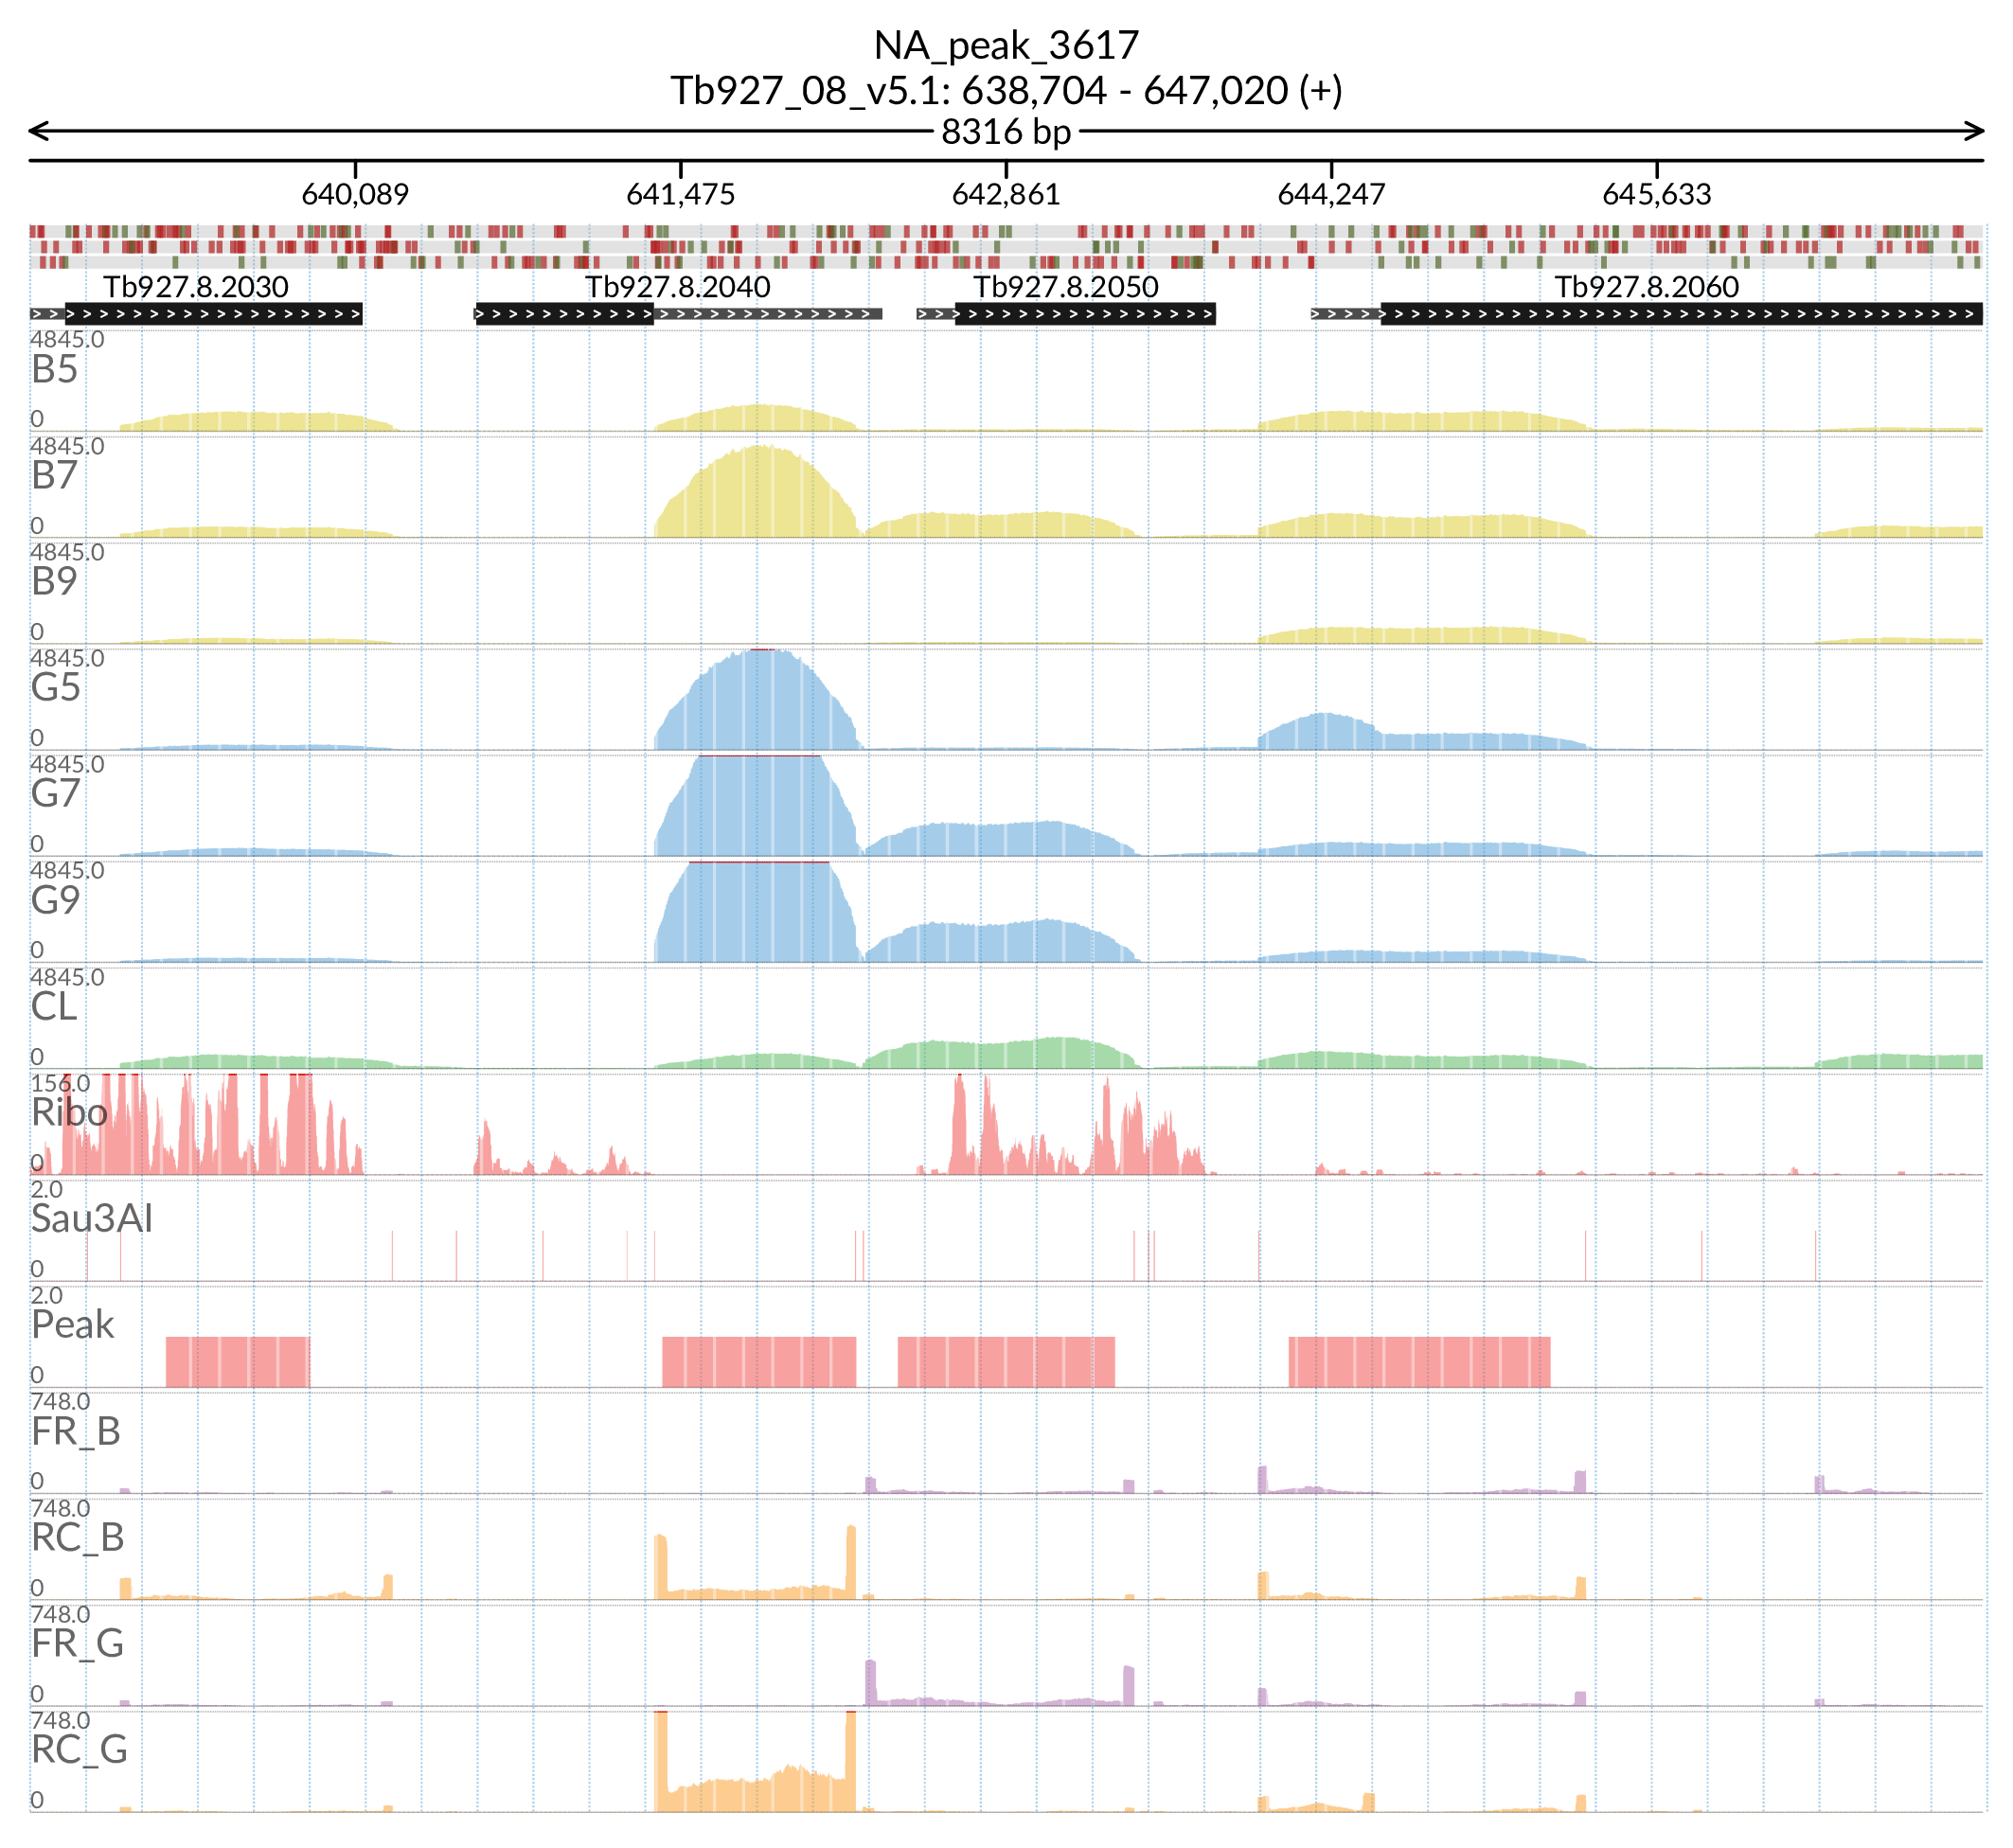 NA_peak_3617
Tb927_08_v5.1: 638,704 - 647,020 (+)
8316 bp
640,089 641,475 642,861 644,247 645,633
Tb927.8.2030 Tb927.8.2040 Tb927.8.2050 Tb927.8.2060
4845.0
B5
0
4845.0
B7
0
4845.0
B9
0
4845.0
G5
0
4845.0
G7
0
4845.0
G9
0
4845.0
CL
0
156.0
Ribo
0
2.0
Sau3AI
0
2.0
Peak
0
748.0
FR_B
0
748.0
RC_B
0
748.0
FR_G
0
748.0
RC_G
0